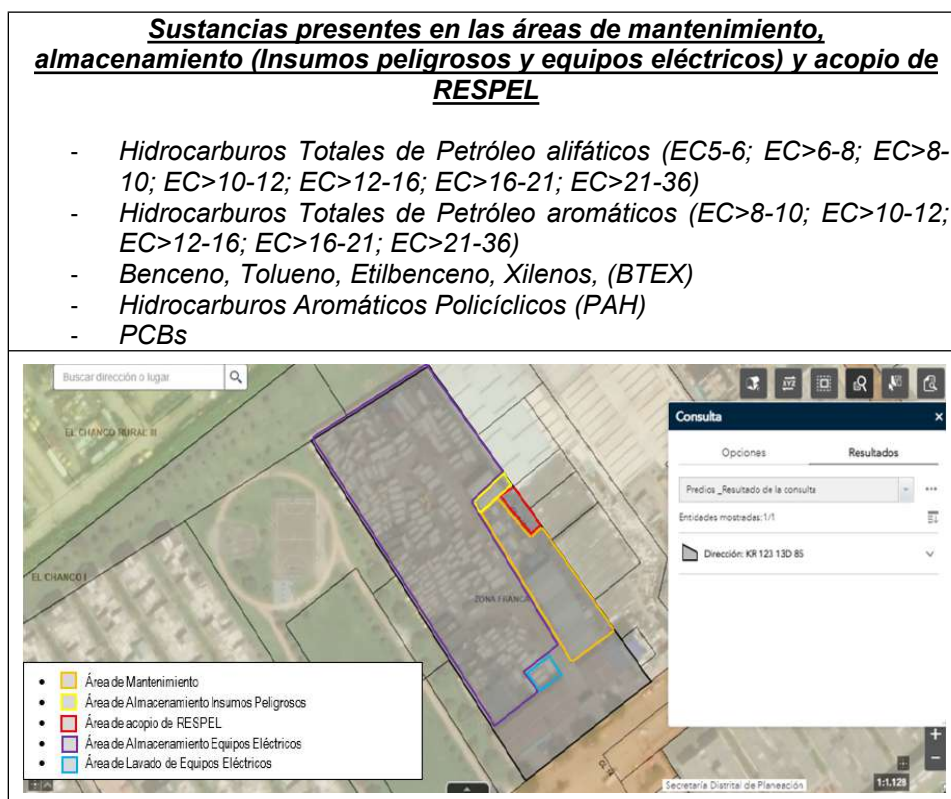 Sustancias presentes en las áreas de mantenimiento,
almacenamiento (Insumos peligrosos y equipos eléctricos) y acopio de
RESPEL
- Hidrocarburos Totales de Petróleo alifáticos (EC5-6; EC>6-8; EC>8-
10; EC>10-12; EC>12-16; EC>16-21; EC>21-36)
- Hidrocarburos Totales de Petróleo aromáticos (EC>8-10; EC>10-12;
EC>12-16; EC>16-21; EC>21-36)
- Benceno, Tolueno, Etilbenceno, Xilenos, (BTEX)
- Hidrocarburos Aromáticos Policíclicos (PAH)
- PCBs
Buscar dirección o lugar
EL CHANCO RURAL III
EL CHANCO I
ZONA FRANCA
Consulta
×
Opciones
Resultados
Predios _Resultado de la consulta
Entidades mostradas: 1/1
Dirección: KR 123 13D 85
• Área de Mantenimiento
• Área de Almacenamiento Insumos Peligrosos
• Área de acopio de RESPEL
• Área de Almacenamiento Equipos Eléctricos
• Área de Lavado de Equipos Eléctricos
Secretaría Distrital de Planeación
1:1.128
+
−